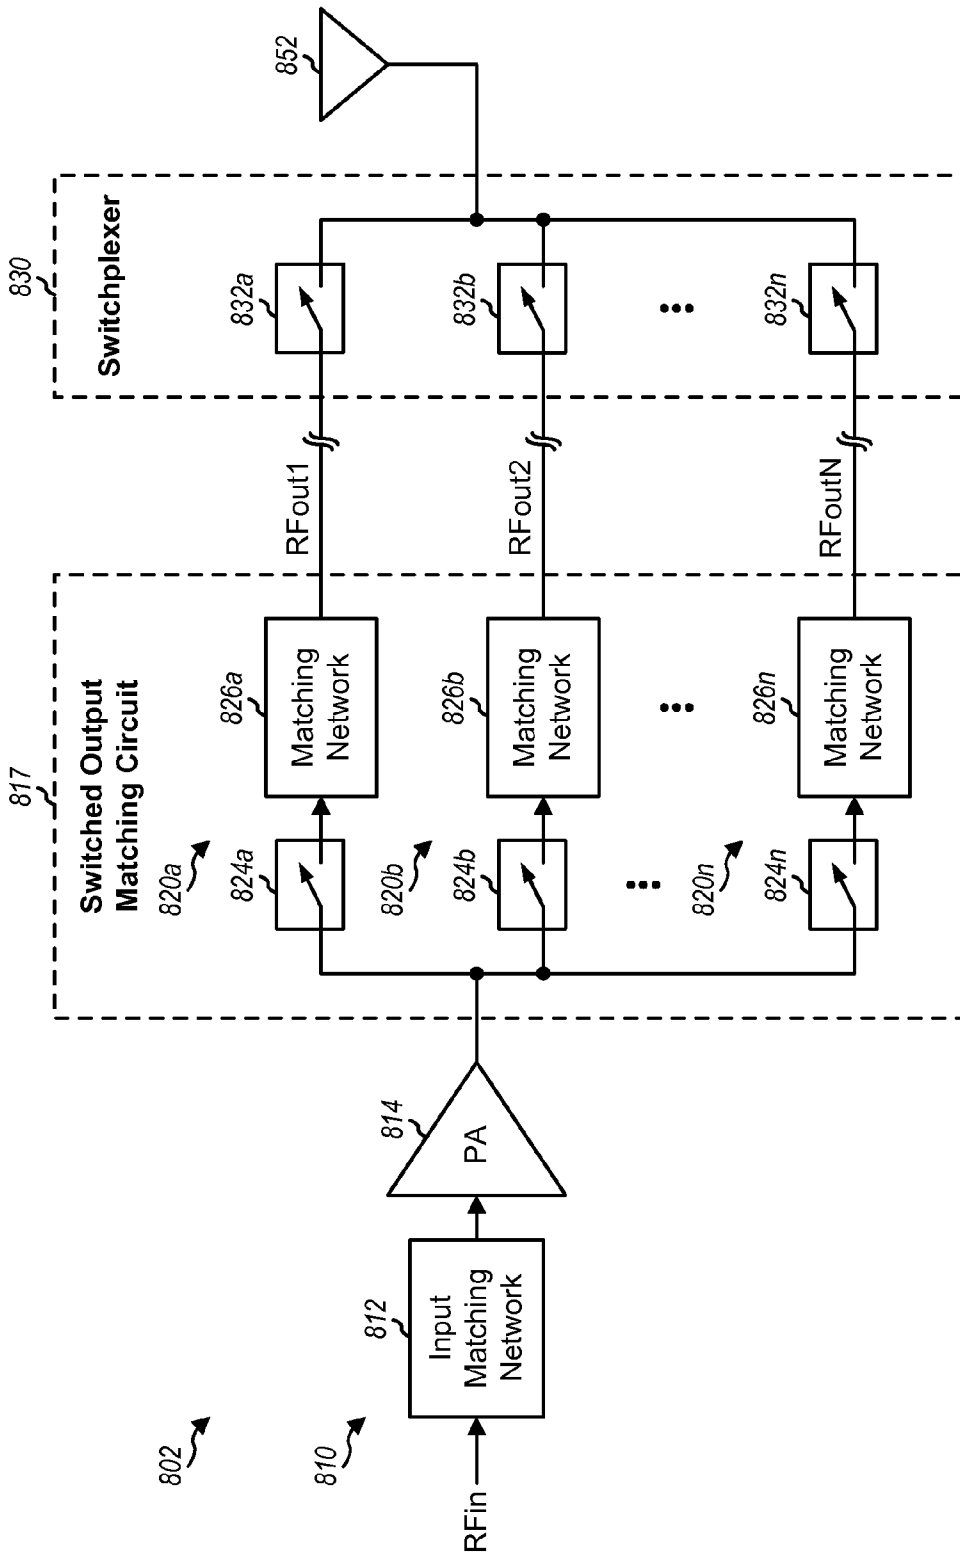 802
810
RFin
812
Input
Matching
Network
814
PA
817
Switched Output
Matching Circuit
820a
824a
826a
Matching
Network
RFout1
820b
824b
826b
Matching
Network
RFout2
820n
824n
826n
Matching
Network
RFoutN
830
Switchplexer
832a
832b
832n
852